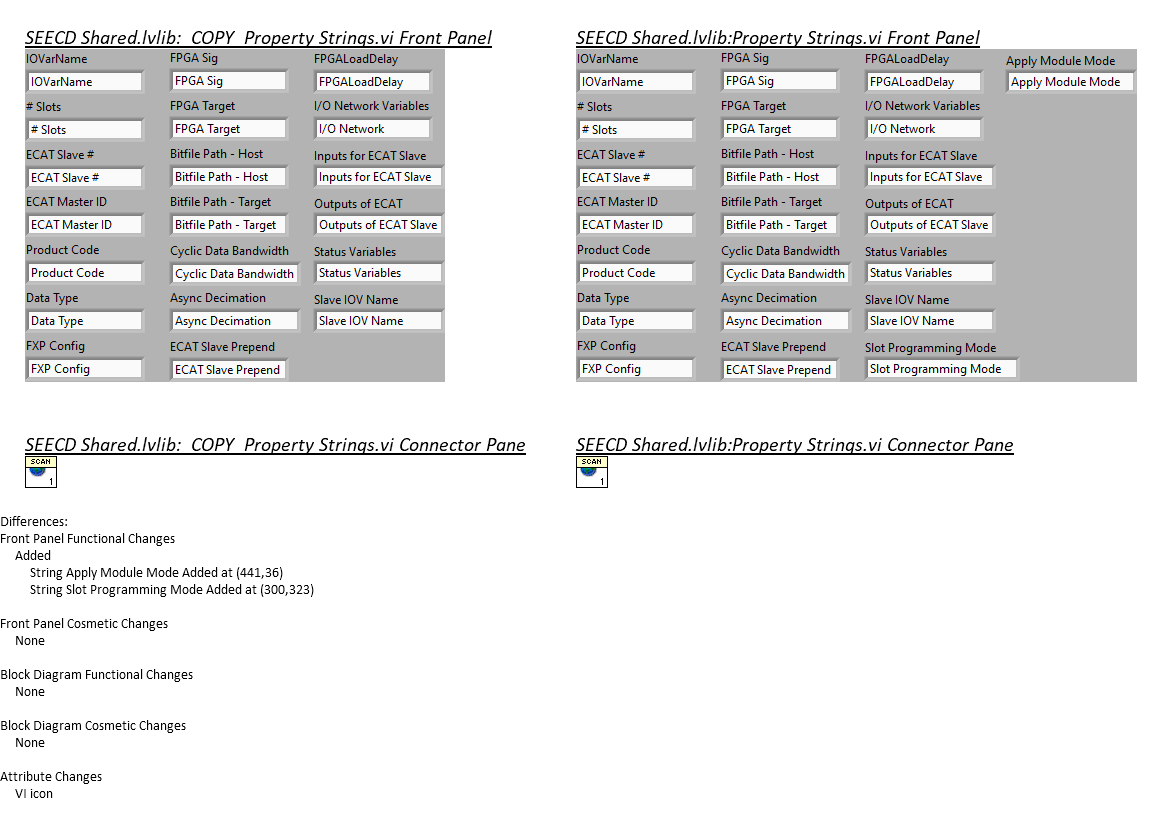 SEECD Shared.lvlib:  COPY  Property Strings.vi Front Panel
IOVarName
IOVarName
# Slots
# Slots
ECAT Slave #
ECAT Slave #
ECAT Master ID
ECAT Master ID
Product Code
Product Code
Data Type
Data Type
FXP Config
FXP Config
FPGA Sig
FPGA Sig
FPGA Target
FPGA Target
Bitfile Path - Host
Bitfile Path - Host
Bitfile Path - Target
Bitfile Path - Target
Cyclic Data Bandwidth
Cyclic Data Bandwidth
Async Decimation
Async Decimation
ECAT Slave Prepend
ECAT Slave Prepend
FPGALoadDelay
FPGALoadDelay
I/O Network Variables
I/O Network
Inputs for ECAT Slave
Inputs for ECAT Slave
Outputs of ECAT
Outputs of ECAT Slave
Status Variables
Status Variables
Slave IOV Name
Slave IOV Name
SEECD Shared.lvlib:Property Strings.vi Front Panel
IOVarName
IOVarName
# Slots
# Slots
ECAT Slave #
ECAT Slave #
ECAT Master ID
ECAT Master ID
Product Code
Product Code
Data Type
Data Type
FXP Config
FXP Config
FPGA Sig
FPGA Sig
FPGA Target
FPGA Target
Bitfile Path - Host
Bitfile Path - Host
Bitfile Path - Target
Bitfile Path - Target
Cyclic Data Bandwidth
Cyclic Data Bandwidth
Async Decimation
Async Decimation
ECAT Slave Prepend
ECAT Slave Prepend
FPGALoadDelay
FPGALoadDelay
I/O Network Variables
I/O Network
Inputs for ECAT Slave
Inputs for ECAT Slave
Outputs of ECAT
Outputs of ECAT Slave
Status Variables
Status Variables
Slave IOV Name
Slave IOV Name
Slot Programming Mode
Slot Programming Mode
Apply Module Mode
Apply Module Mode
SEECD Shared.lvlib:  COPY  Property Strings.vi Connector Pane
SCAN
1
SEECD Shared.lvlib:Property Strings.vi Connector Pane
SCAN
1
Differences:
Front Panel Functional Changes
Added
String Apply Module Mode Added at (441,36)
String Slot Programming Mode Added at (300,323)
Front Panel Cosmetic Changes
None
Block Diagram Functional Changes
None
Block Diagram Cosmetic Changes
None
Attribute Changes
VI icon